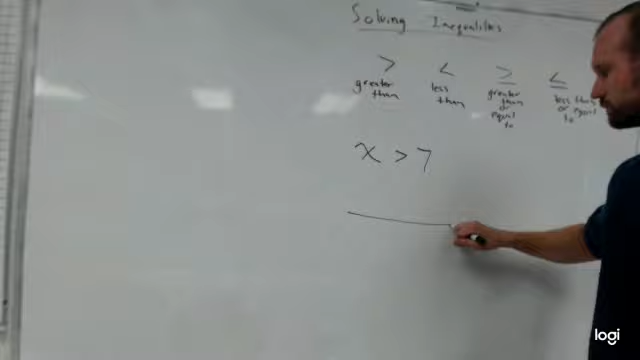 Solving Inequalities
> < ≥ ≤
greater than
less than
greater than or equal to
less than or equal to
x > 7
logi